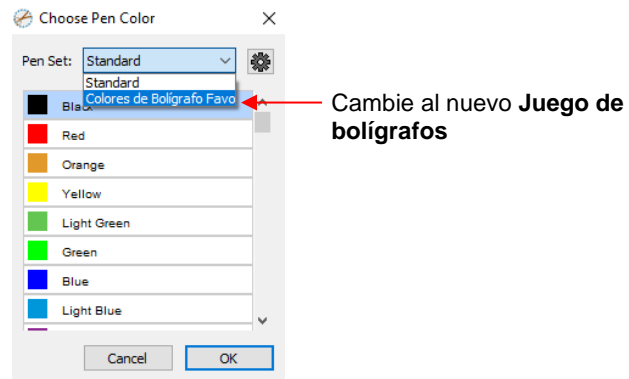 Choose Pen Color
Pen Set: Standard
Standard
Colores de Bolígrafo Favo
Black
Red
Orange
Yellow
Light Green
Green
Blue
Light Blue
Cancel OK
Cambie al nuevo Juego de
bolígrafos